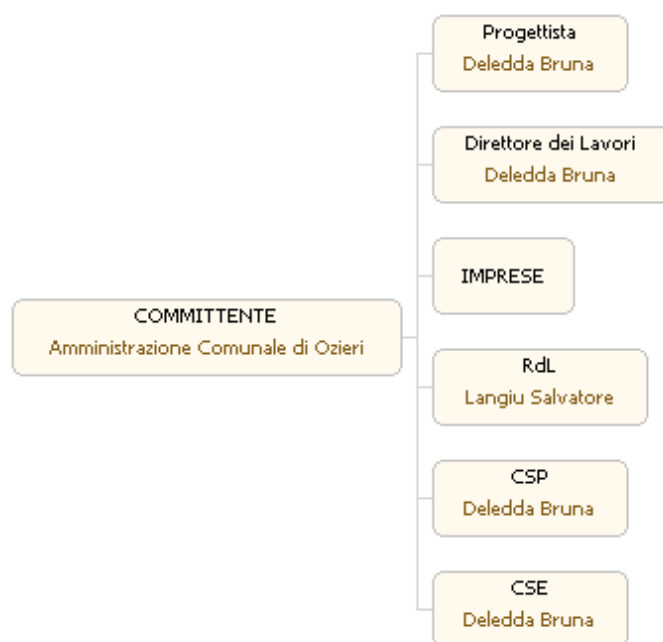 Progettista
Deledda Bruna
Direttore dei Lavori
Deledda Bruna
IMPRESE
COMMITTENTE
Amministrazione Comunale di Ozieri
RdL
Langiu Salvatore
CSP
Deledda Bruna
CSE
Deledda Bruna